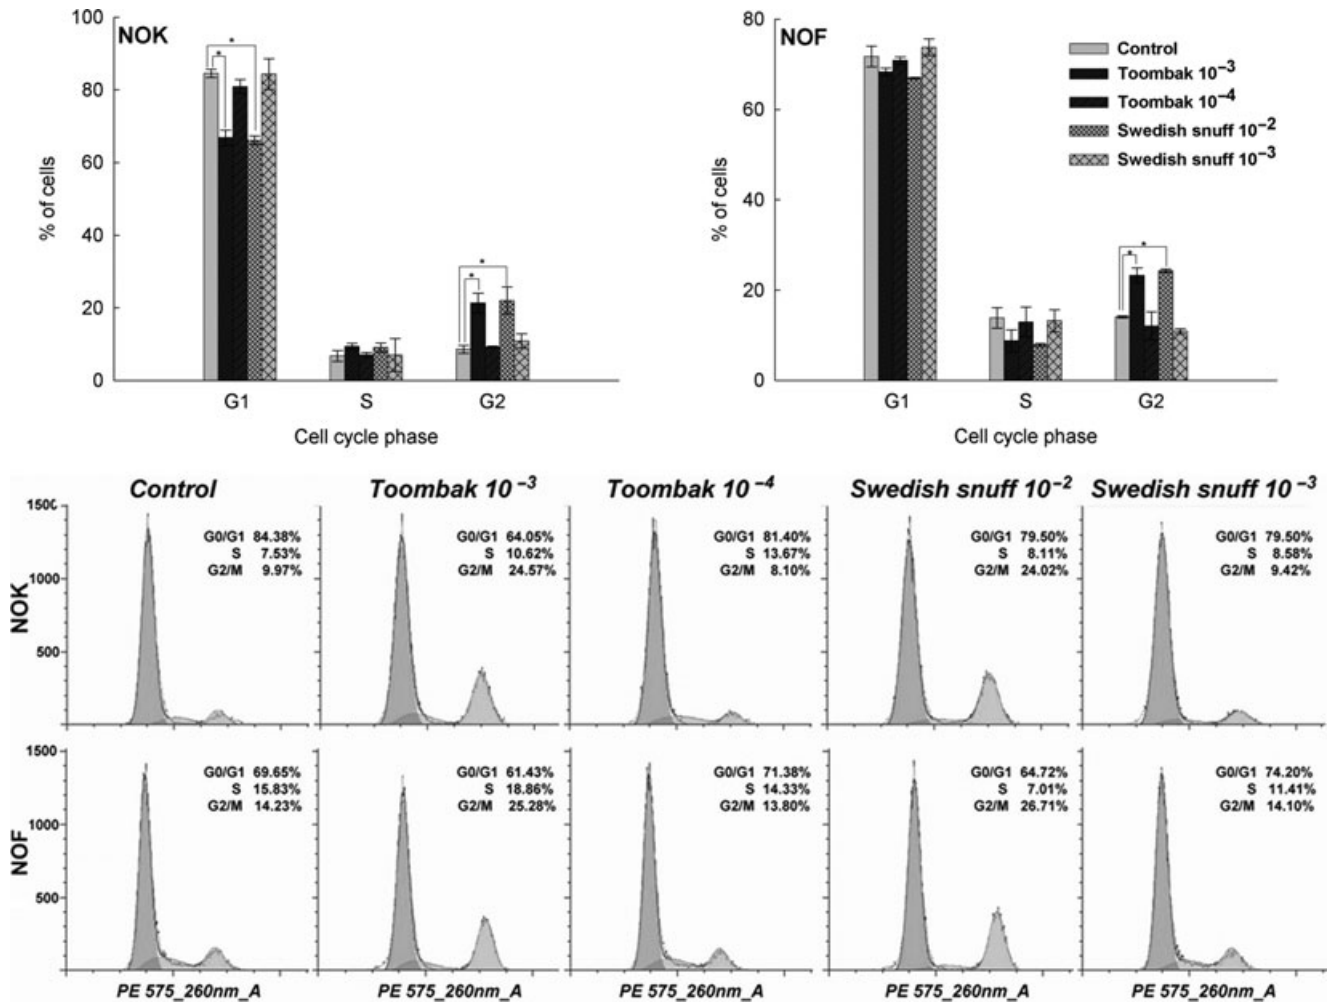 NOK
100
80
60
40
20
0
% of cells
* *
* *
G1 S G2
Cell cycle phase
NOF
80
60
40
20
0
% of cells
*
*
G1 S G2
Cell cycle phase
Control
Toombak 10⁻³
Toombak 10⁻⁴
Swedish snuff 10⁻²
Swedish snuff 10⁻³
Control Toombak 10⁻³ Toombak 10⁻⁴ Swedish snuff 10⁻² Swedish snuff 10⁻³
NOK
1500
1000
500
G0/G1 84.38%
S 7.53%
G2/M 9.97%
G0/G1 64.05%
S 10.62%
G2/M 24.57%
G0/G1 81.40%
S 13.67%
G2/M 8.10%
G0/G1 79.50%
S 8.11%
G2/M 24.02%
G0/G1 79.50%
S 8.58%
G2/M 9.42%
NOF
1500
1000
500
G0/G1 69.65%
S 15.83%
G2/M 14.23%
G0/G1 61.43%
S 18.86%
G2/M 25.28%
G0/G1 71.38%
S 14.33%
G2/M 13.80%
G0/G1 64.72%
S 7.01%
G2/M 26.71%
G0/G1 74.20%
S 11.41%
G2/M 14.10%
PE 575_260nm_A PE 575_260nm_A PE 575_260nm_A PE 575_260nm_A PE 575_260nm_A